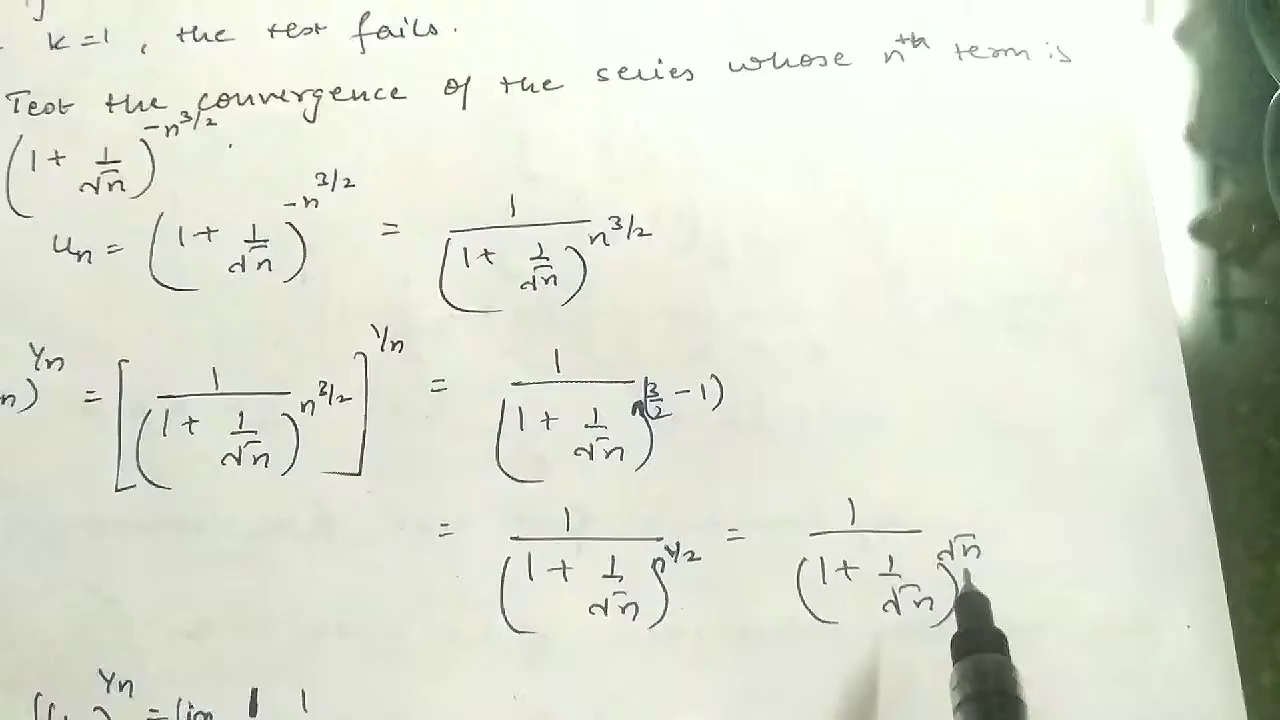 k=1, the test fails.
Test the convergence of the series whose n^th term is
(1 + 1/√n)^(-n^(3/2)).
u_n = (1 + 1/√n)^(-n^(3/2)) = 1/(1 + 1/√n)^(n^(3/2))
n)^(1/n) = [1/(1 + 1/√n)^(n^(3/2))]^(1/n) = 1/(1 + 1/√n)^(n^(3/2 - 1))
= 1/(1 + 1/√n)^(n^(1/2)) = 1/(1 + 1/√n)^(√n)
)^(1/n) = lim 1